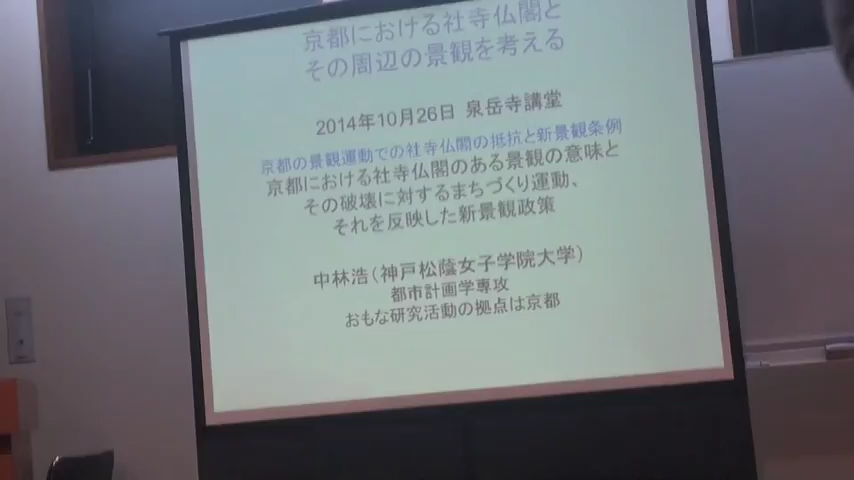 京都における社寺仏閣と
その周辺の景観を考える
2014年10月26日 泉岳寺講堂
京都の景観運動での社寺仏閣の抵抗と新景観条例
京都における社寺仏閣のある景観の意味と
その破壊に対するまちづくり運動、
それを反映した新景観政策
中林浩(神戸松蔭女子学院大学)
都市計画学専攻
おもな研究活動の拠点は京都